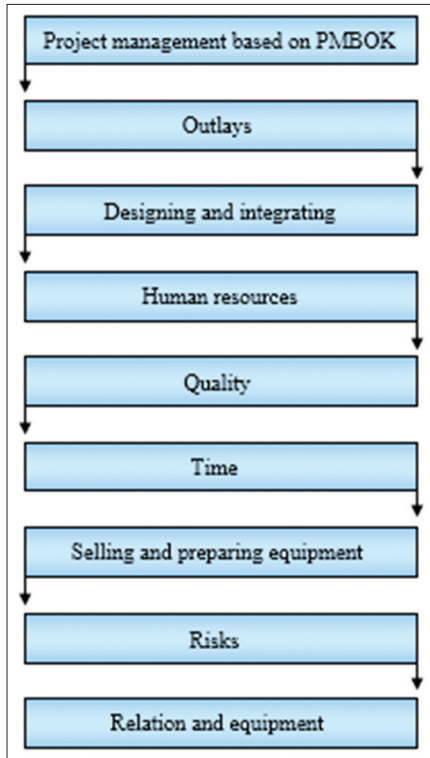 Project management based on PMBOK
Outlays
Designing and integrating
Human resources
Quality
Time
Selling and preparing equipment
Risks
Relation and equipment